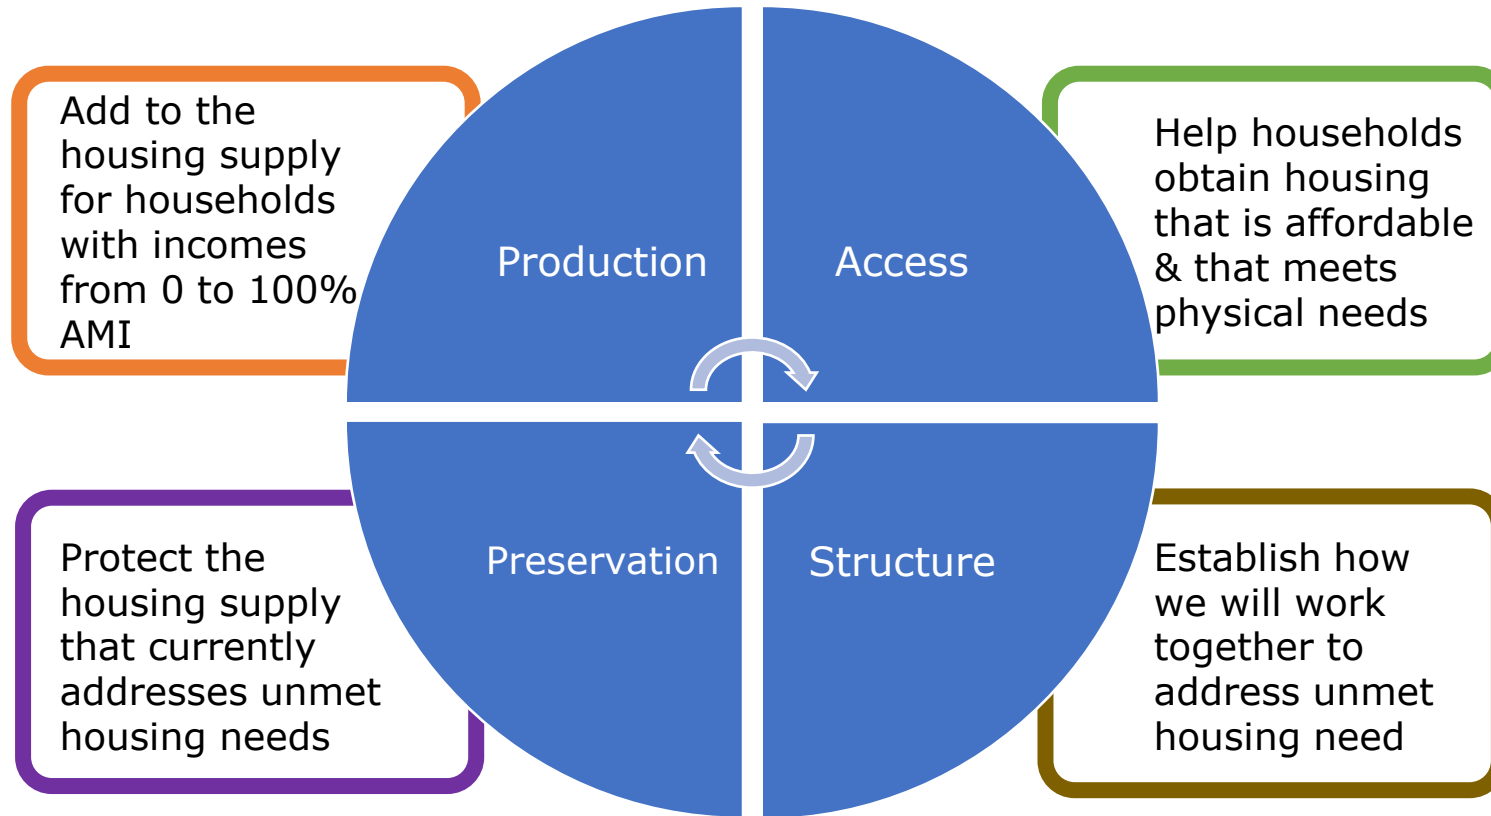 Add to the
housing supply
for households
with incomes
from 0 to 100%
AMI
Production
Access
Help households
obtain housing
that is affordable
& that meets
physical needs
Protect the
housing supply
that currently
addresses unmet
housing needs
Preservation
Structure
Establish how
we will work
together to
address unmet
housing need